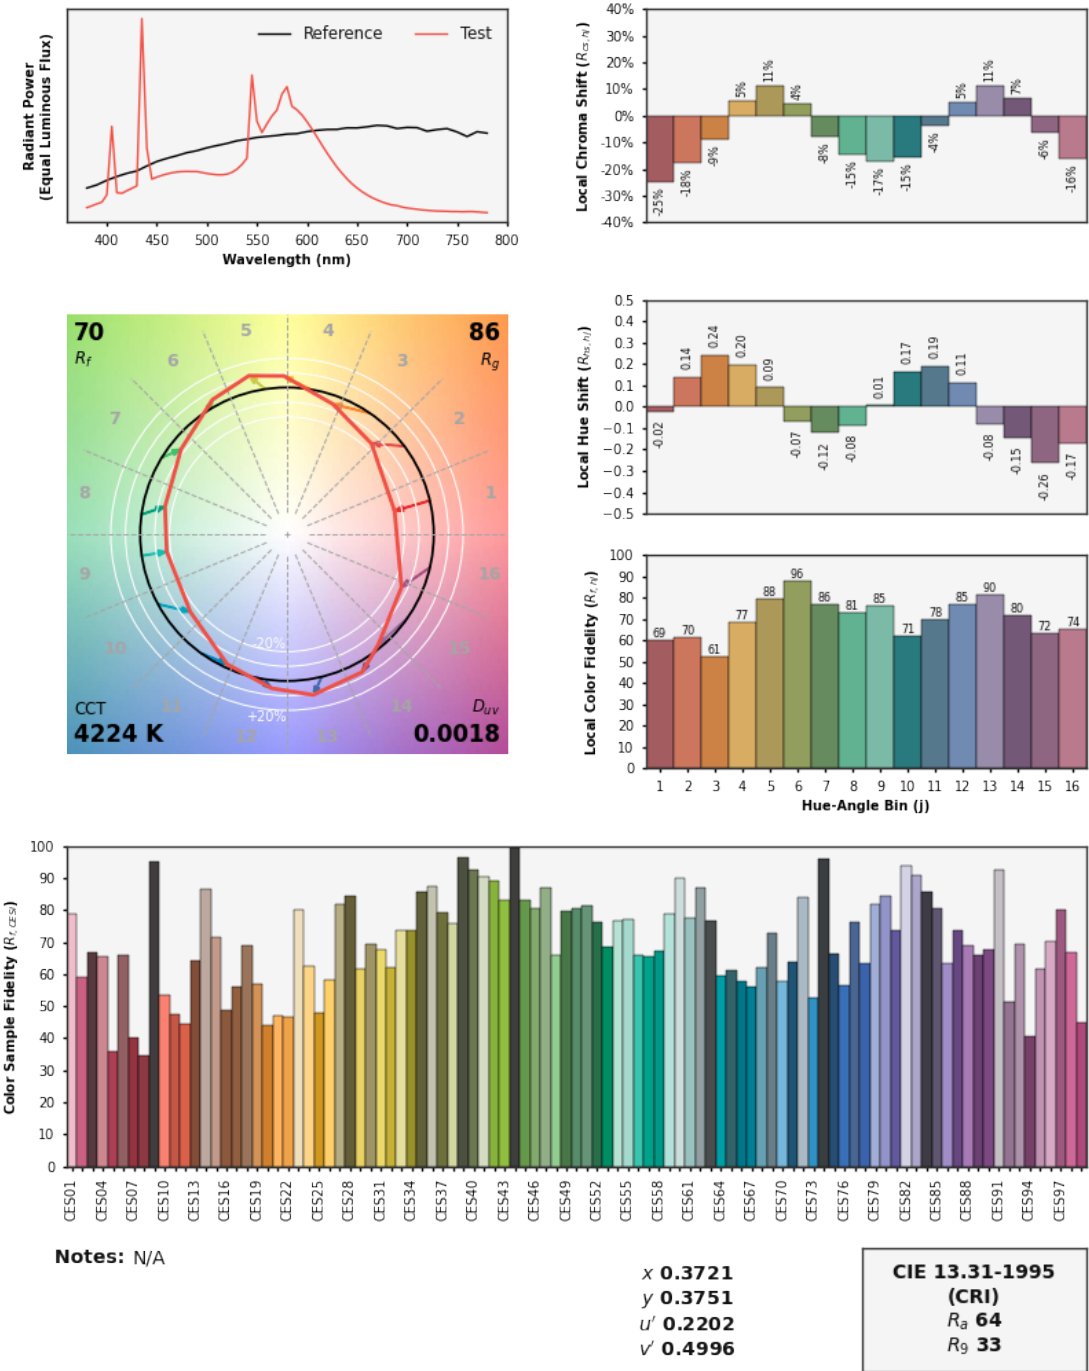 Radiant Power
(Equal Luminous Flux)
Reference
Test
400 450 500 550 600 650 700 750 800
Wavelength (nm)
Local Chroma Shift (Rcs,hj)
40%
30%
20%
10%
0%
-10%
-20%
-30%
-40%
-25% -18% -9% 5% 11% 4% -8% -15% -17% -15% -4% 5% 11% 7% -6% -16%
70
Rf
86
Rg
5 4
6 3
7 2
8 1
9 16
10 15
11 14
12 13
-20%
+20%
CCT
4224 K
Duv
0.0018
Local Hue Shift (Rhs,hj)
0.5
0.4
0.3
0.2
0.1
0.0
−0.1
−0.2
−0.3
−0.4
−0.5
-0.02 0.14 0.24 0.20 0.09 -0.07 -0.12 -0.08 0.01 0.17 0.19 0.11 -0.08 -0.15 -0.26 -0.17
Local Color Fidelity (Rf,hj)
100
90
80
70
60
50
40
30
20
10
0
69 70 61 77 88 96 86 81 85 71 78 85 90 80 72 74
1 2 3 4 5 6 7 8 9 10 11 12 13 14 15 16
Hue-Angle Bin (j)
Color Sample Fidelity (Rf,CESi)
100
90
80
70
60
50
40
30
20
10
0
CES01 CES04 CES07 CES10 CES13 CES16 CES19 CES22 CES25 CES28 CES31 CES34 CES37 CES40 CES43 CES46 CES49 CES52 CES55 CES58 CES61 CES64 CES67 CES70 CES73 CES76 CES79 CES82 CES85 CES88 CES91 CES94 CES97
Notes: N/A
x 0.3721
y 0.3751
u' 0.2202
v' 0.4996
CIE 13.31-1995
(CRI)
Ra 64
R9 33